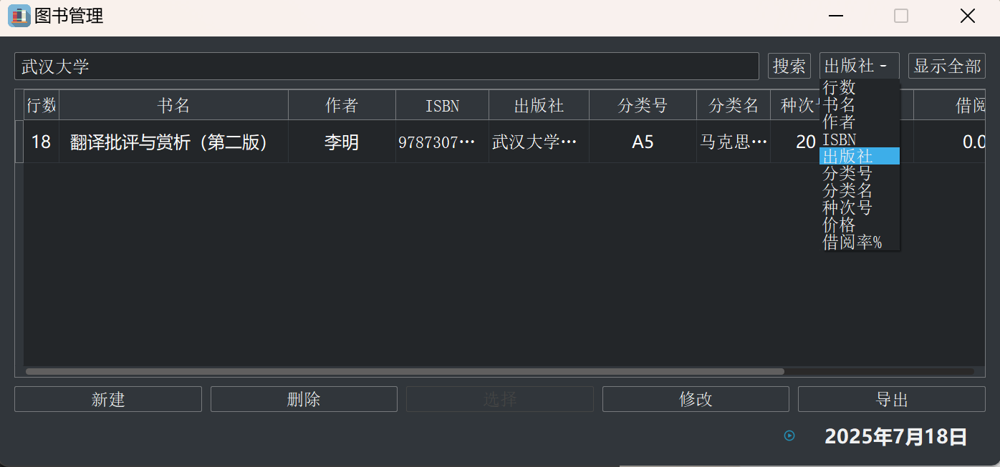 图书管理
武汉大学 搜索 出版社 显示全部
行数 书名 作者 ISBN 出版社 分类号 分类名 种次 借阅
18 翻译批评与赏析（第二版） 李明 9787307… 武汉大学… A5 马克思… 20 0.0
行数
书名
作者
ISBN
出版社
分类号
分类名
种次号
价格
借阅率%
新建 删除 选择 修改 导出
2025年7月18日